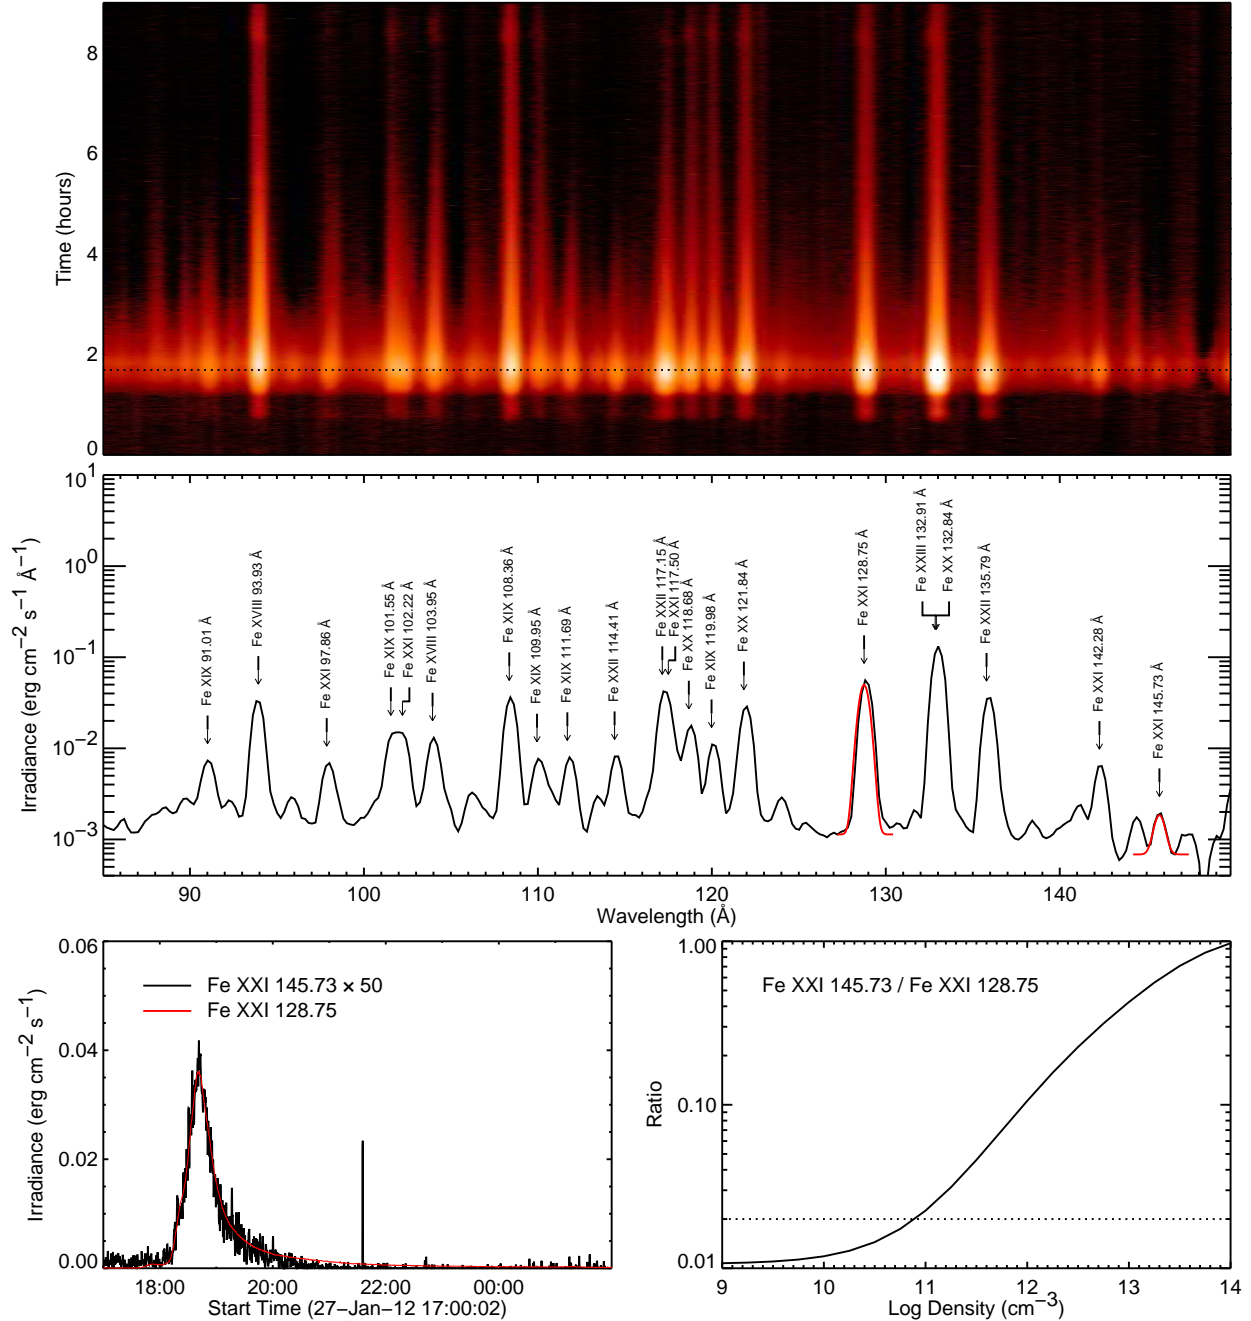 8
6
4
2
0
Time (hours)
10^1
10^0
10^−1
10^−2
10^−3
Irradiance (erg cm^−2 s^−1 Å^−1)
Fe XIX 91.01 Å
Fe XVIII 93.93 Å
Fe XXI 97.86 Å
Fe XIX 101.55 Å
Fe XXI 102.22 Å
Fe XVIII 103.95 Å
Fe XIX 108.36 Å
Fe XIX 109.95 Å
Fe XIX 111.69 Å
Fe XXII 114.41 Å
Fe XXII 117.15 Å
Fe XXI 117.50 Å
Fe XX 118.68 Å
Fe XIX 119.98 Å
Fe XX 121.84 Å
Fe XXI 128.75 Å
Fe XXIII 132.91 Å
Fe XX 132.84 Å
Fe XXII 135.79 Å
Fe XXI 142.28 Å
Fe XXI 145.73 Å
90 100 110 120 130 140
Wavelength (Å)
0.06
0.04
0.02
0.00
Irradiance (erg cm^−2 s^−1)
Fe XXI 145.73 × 50
Fe XXI 128.75
18:00 20:00 22:00 00:00
Start Time (27−Jan−12 17:00:02)
1.00
0.10
0.01
Ratio
Fe XXI 145.73 / Fe XXI 128.75
9 10 11 12 13 14
Log Density (cm^−3)